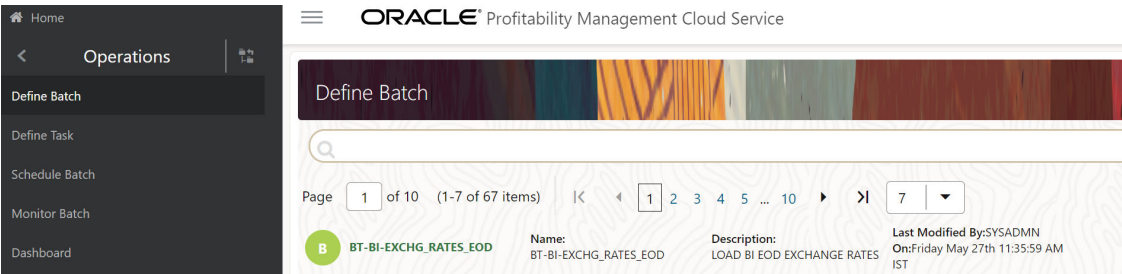 Home
ORACLE® Profitability Management Cloud Service
Operations
Define Batch
Define Task
Schedule Batch
Monitor Batch
Dashboard
Define Batch
Page 1 of 10 (1-7 of 67 items) 1 2 3 4 5 ... 10 7
B BT-BI-EXCHG_RATES_EOD
Name:
BT-BI-EXCHG_RATES_EOD
Description:
LOAD BI EOD EXCHANGE RATES
Last Modified By:SYSADMN
On:Friday May 27th 11:35:59 AM
IST